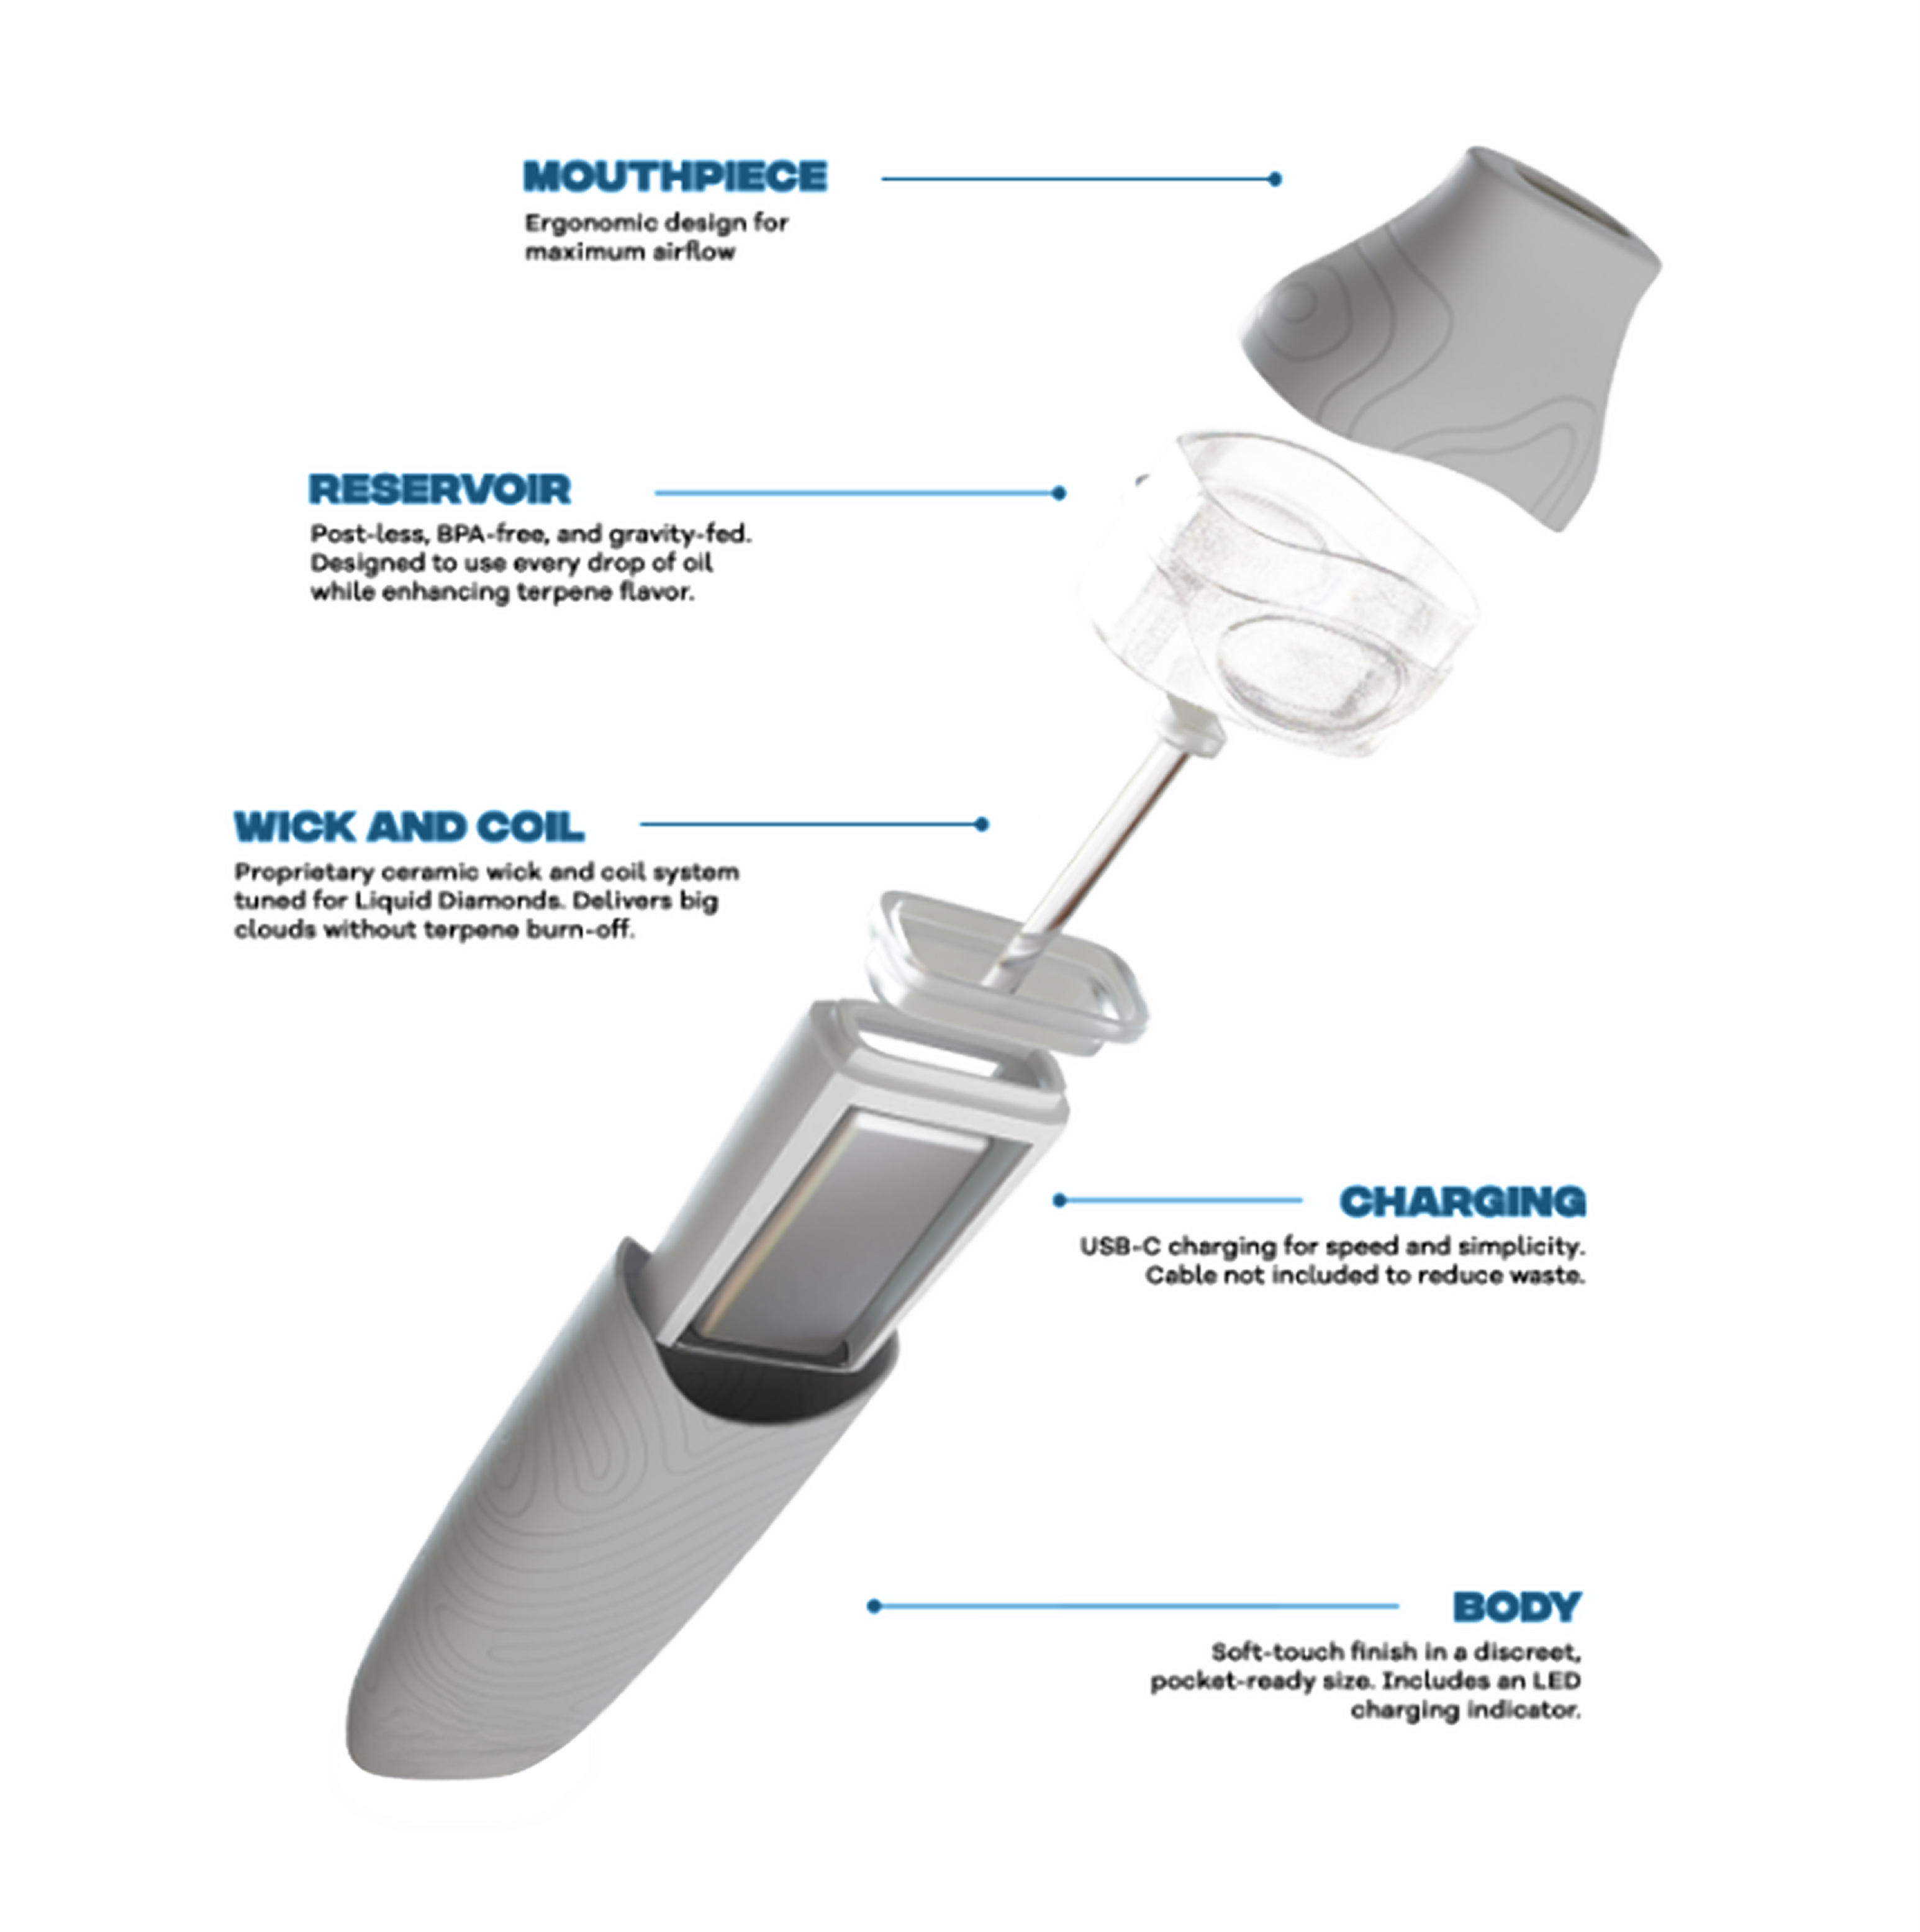 MOUTHPIECE
Ergonomic design for
maximum airflow
RESERVOIR
Post-less, BPA-free, and gravity-fed.
Designed to use every drop of oil
while enhancing terpene flavor.
WICK AND COIL
Proprietary ceramic wick and coil system
tuned for Liquid Diamonds. Delivers big
clouds without terpene burn-off.
CHARGING
USB-C charging for speed and simplicity.
Cable not included to reduce waste.
BODY
Soft-touch finish in a discreet,
pocket-ready size. Includes an LED
charging indicator.